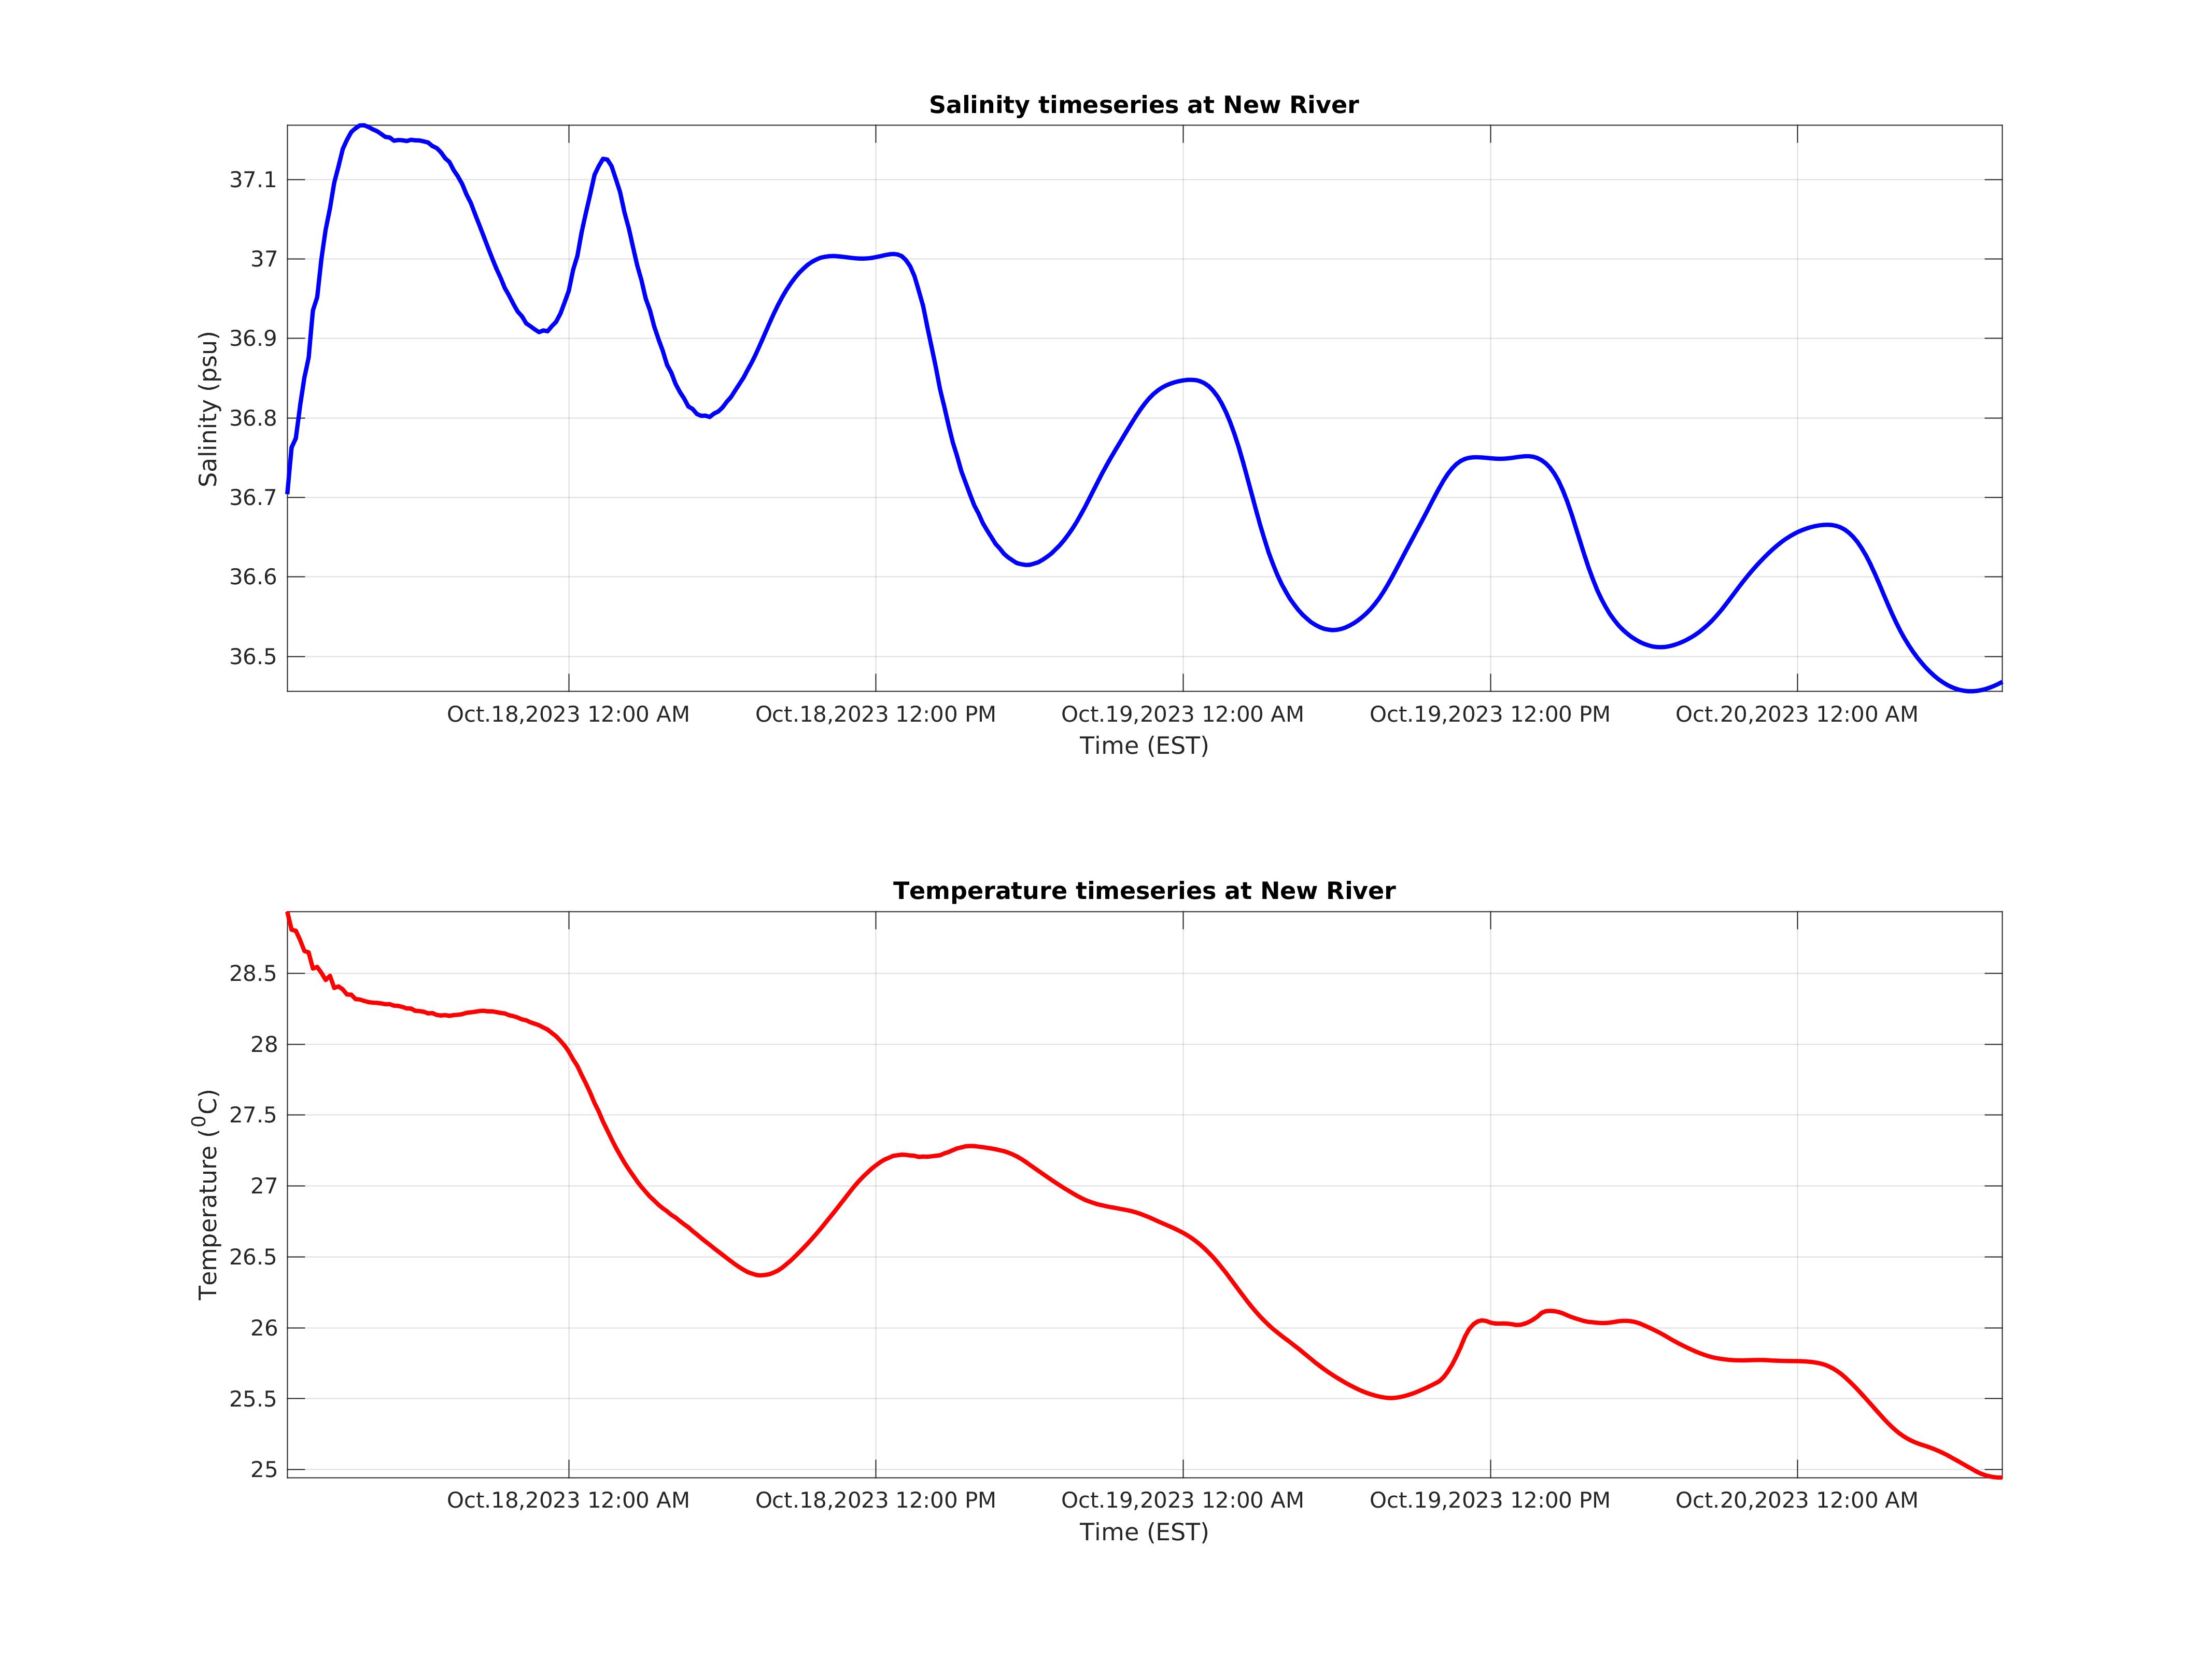 Salinity timeseries at New River
Salinity (psu)
37.1
37
36.9
36.8
36.7
36.6
36.5
Oct.18,2023 12:00 AM Oct.18,2023 12:00 PM Oct.19,2023 12:00 AM Oct.19,2023 12:00 PM Oct.20,2023 12:00 AM
Time (EST)
Temperature timeseries at New River
Temperature (⁰C)
28.5
28
27.5
27
26.5
26
25.5
25
Oct.18,2023 12:00 AM Oct.18,2023 12:00 PM Oct.19,2023 12:00 AM Oct.19,2023 12:00 PM Oct.20,2023 12:00 AM
Time (EST)